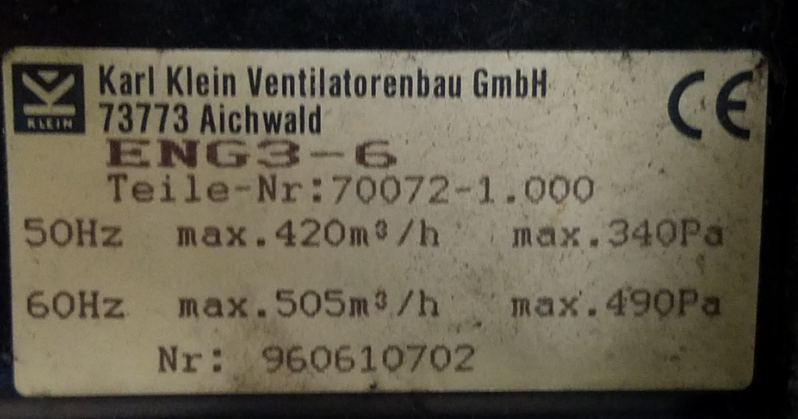 KLEIN
Karl Klein Ventilatorenbau GmbH
73773 Aichwald
CE
ENG3-6
Teile-Nr:70072-1.000
50Hz max.420m³/h max.340Pa
60Hz max.505m³/h max.490Pa
Nr: 960610702